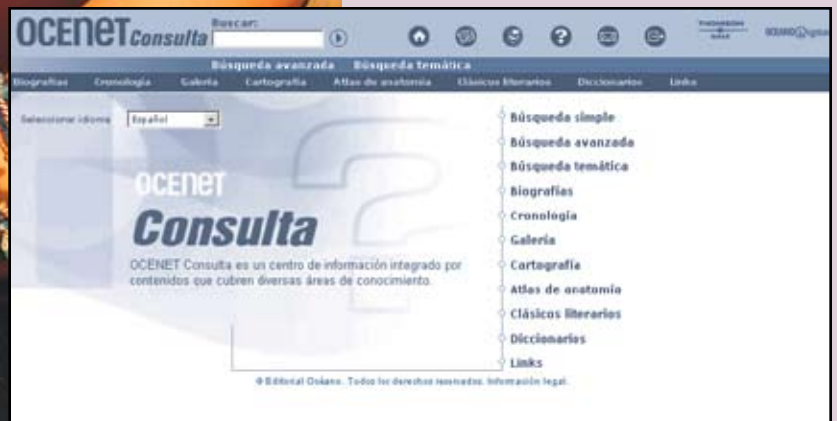 OCENET Consulta
Buscar:
Búsqueda avanzada Búsqueda temática
Biografías Cronología Galería Cartografía Atlas de anatomía Clásicos literarios Diccionarios Links
Seleccionar idioma Español
OCENET
Consulta
OCENET Consulta es un centro de información integrado por
contenidos que cubren diversas áreas de conocimiento.
Búsqueda simple
Búsqueda avanzada
Búsqueda temática
Biografías
Cronología
Galería
Cartografía
Atlas de anatomía
Clásicos literarios
Diccionarios
Links
© Editorial Océano. Todos los derechos reservados. Información legal.